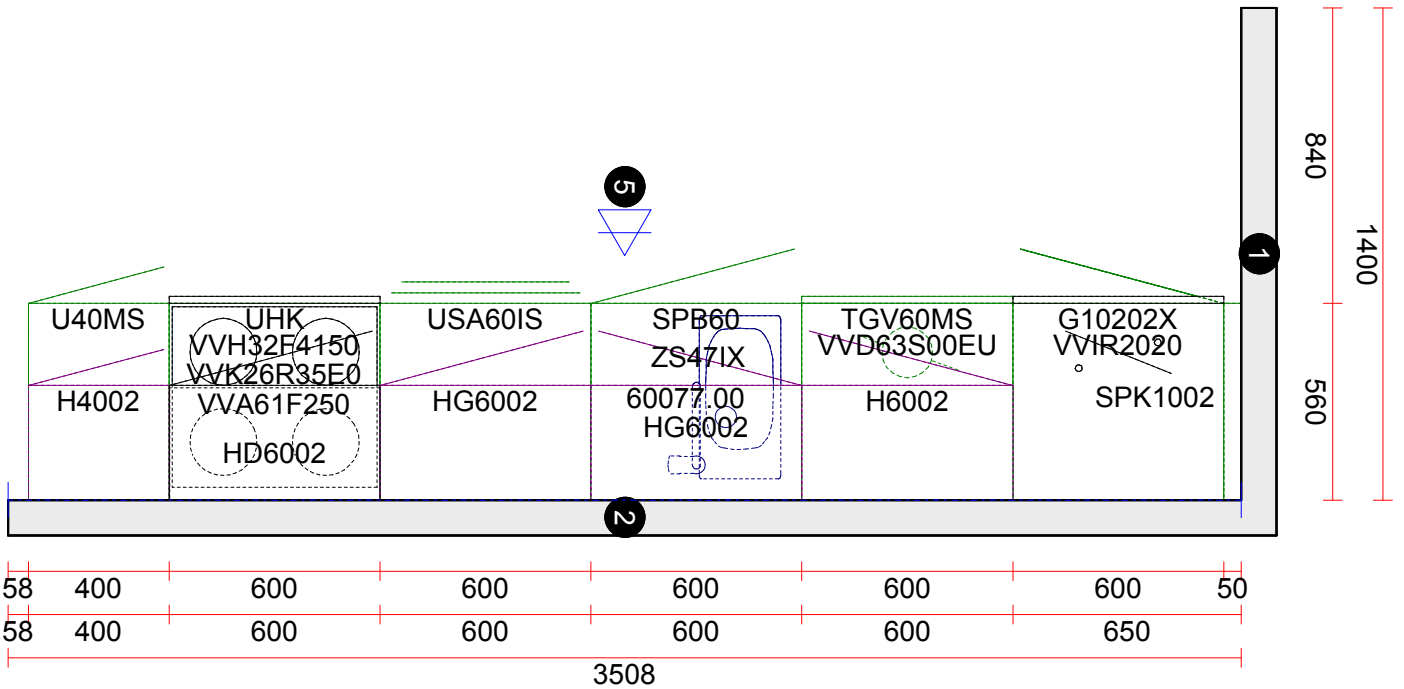 840
1400
5
1
U40MS
UHK
USA60IS
SPB60
TGV60MS
G10202X
VVH32F4150
ZS47IX
VVD63S00EU
VVIR2020
VVK26R35E0
H4002
VVA61F250
HG6002
60077.00
H6002
SPK1002
560
HG6002
HD6002
2
58 400 600 600 600 600 600 50
58 400 600 600 600 600 650
3508